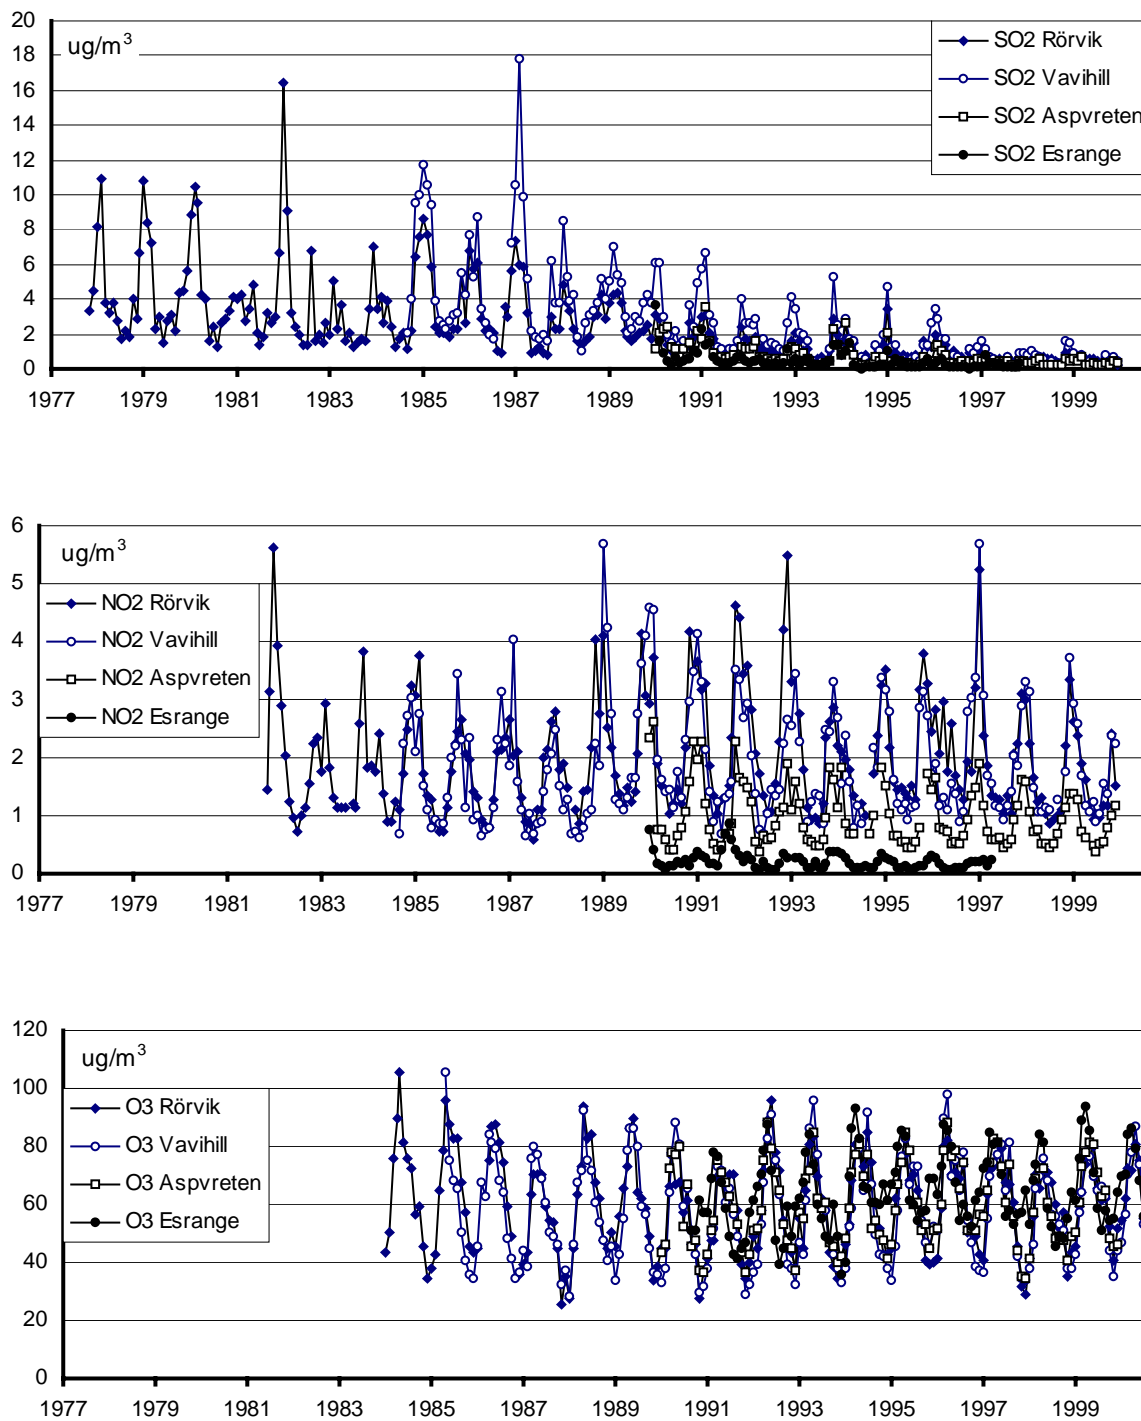 20
18
16
14
12
10
8
6
4
2
0
ug/m³
SO2 Rörvik
SO2 Vavihill
SO2 Aspvreten
SO2 Esrange
1977 1979 1981 1983 1985 1987 1989 1991 1993 1995 1997 1999
6
5
4
3
2
1
0
ug/m³
NO2 Rörvik
NO2 Vavihill
NO2 Aspvreten
NO2 Esrange
1977 1979 1981 1983 1985 1987 1989 1991 1993 1995 1997 1999
120
100
80
60
40
20
0
ug/m³
O3 Rörvik
O3 Vavihill
O3 Aspvreten
O3 Esrange
1977 1979 1981 1983 1985 1987 1989 1991 1993 1995 1997 1999